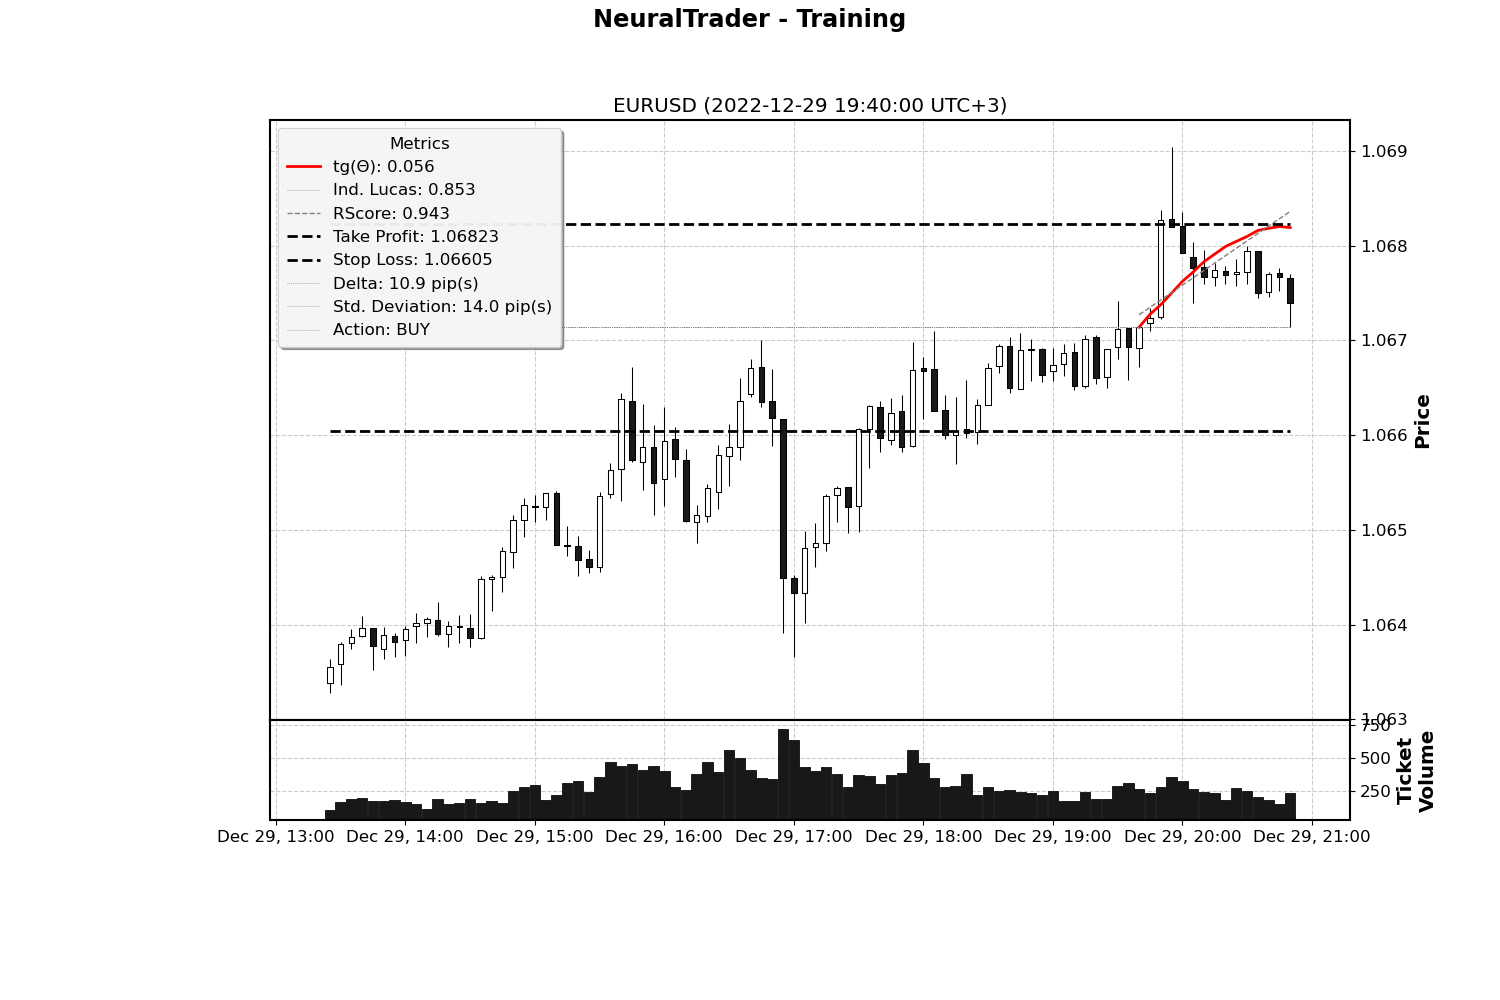 NeuralTrader - Training
EURUSD (2022-12-29 19:40:00 UTC+3)
Metrics
tg(Θ): 0.056
Ind. Lucas: 0.853
RScore: 0.943
Take Profit: 1.06823
Stop Loss: 1.06605
Delta: 10.9 pip(s)
Std. Deviation: 14.0 pip(s)
Action: BUY
1.069
1.068
1.067
1.066
1.065
1.064
1.063
Price
750
500
250
Ticket
Volume
Dec 29, 13:00 Dec 29, 14:00 Dec 29, 15:00 Dec 29, 16:00 Dec 29, 17:00 Dec 29, 18:00 Dec 29, 19:00 Dec 29, 20:00 Dec 29, 21:00